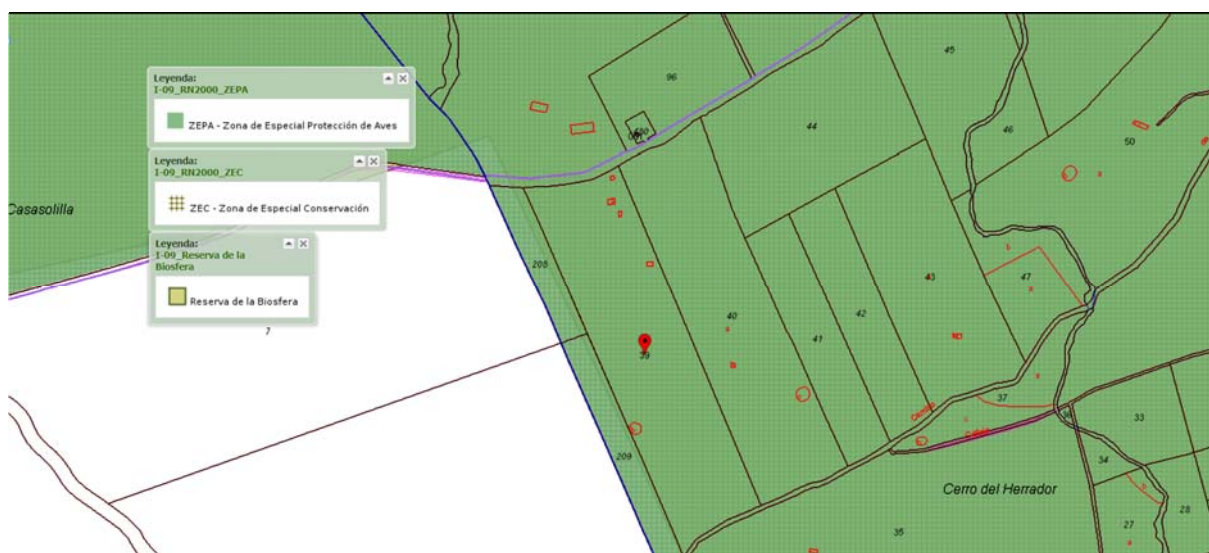 Leyenda:
I-09_RN2000_ZEPA
ZEPA - Zona de Especial Protección de Aves
Leyenda:
I-09_RN2000_ZEC
ZEC - Zona de Especial Conservación
Leyenda:
I-09_Reserva de la
Biosfera
Reserva de la Biosfera
Casasolilla
7
96
45
44
46
50
208
47
43
40
42
41
39
37
36
33
209
34
Cerro del Herrador
28
27
35